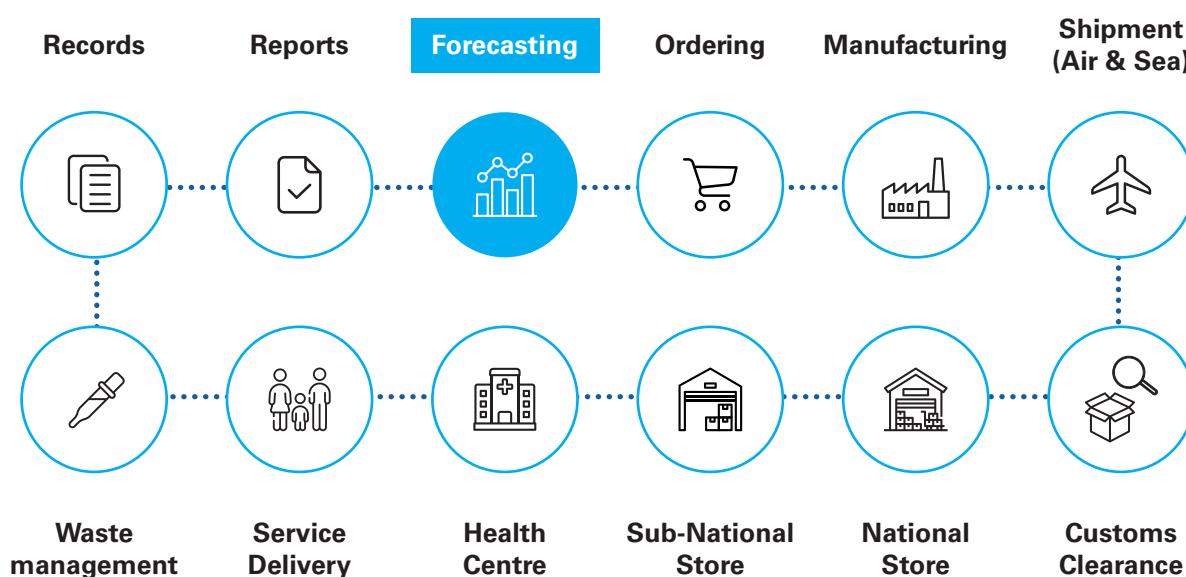 Records
Reports
Forecasting
Ordering
Manufacturing
Shipment
(Air & Sea)
Waste
management
Service
Delivery
Health
Centre
Sub-National
Store
National
Store
Customs
Clearance